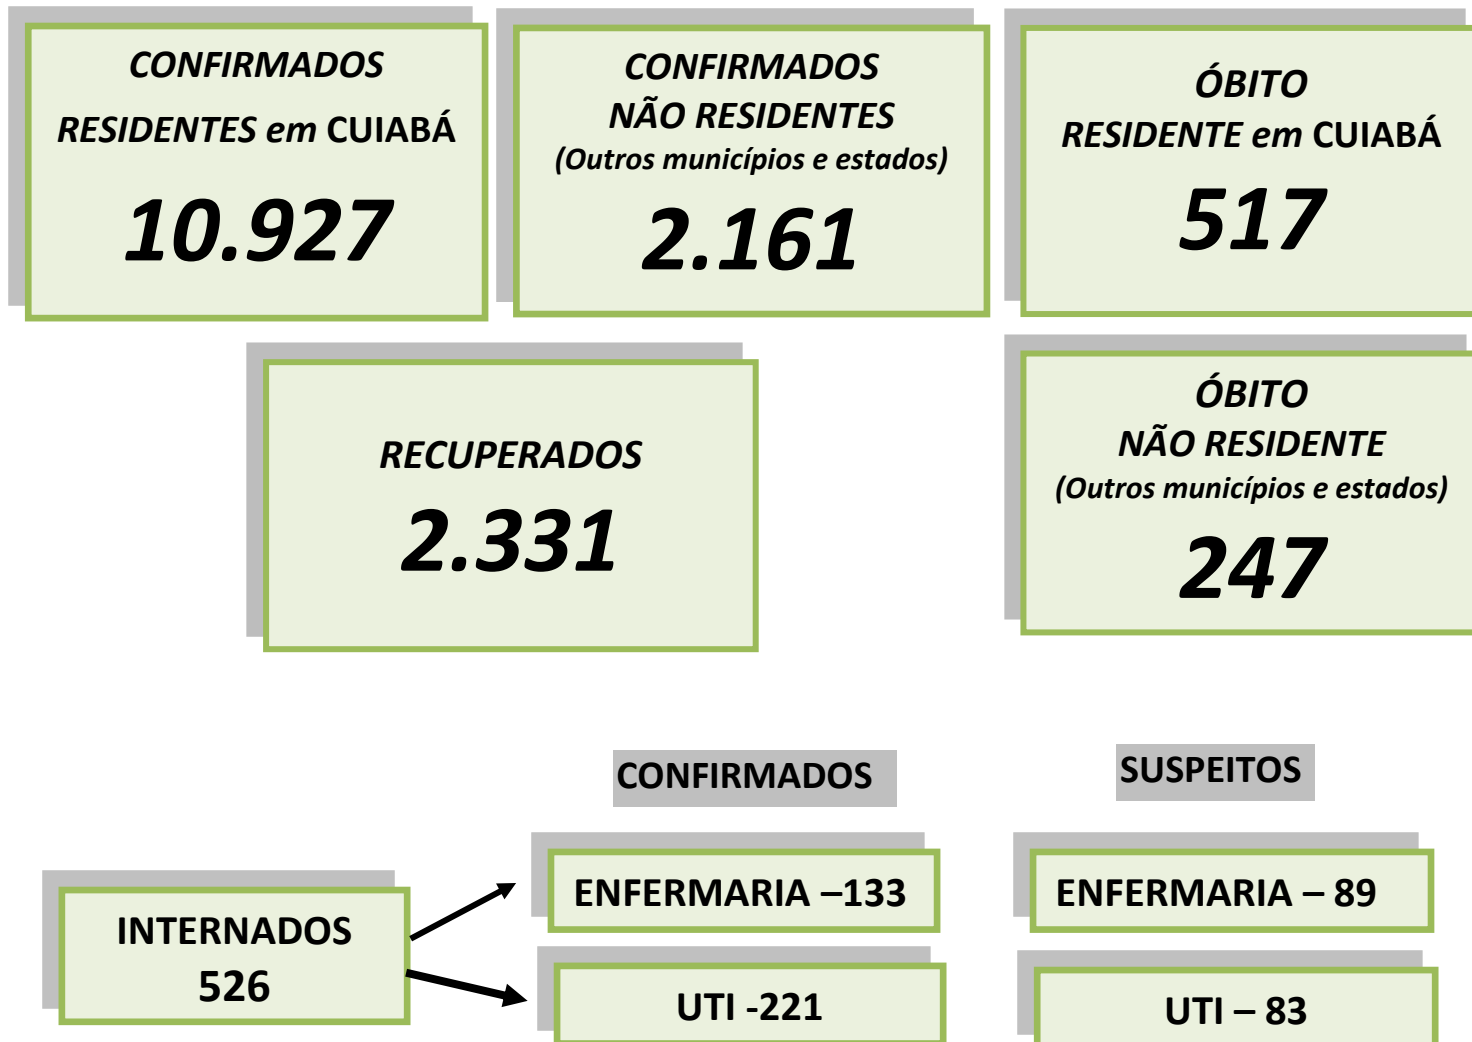 CONFIRMADOS
RESIDENTES em CUIABÁ
10.927
CONFIRMADOS
NÃO RESIDENTES
(Outros municípios e estados)
2.161
ÓBITO
RESIDENTE em CUIABÁ
517
RECUPERADOS
2.331
ÓBITO
NÃO RESIDENTE
(Outros municípios e estados)
247
CONFIRMADOS
SUSPEITOS
INTERNADOS
526
ENFERMARIA –133
ENFERMARIA – 89
UTI -221
UTI – 83